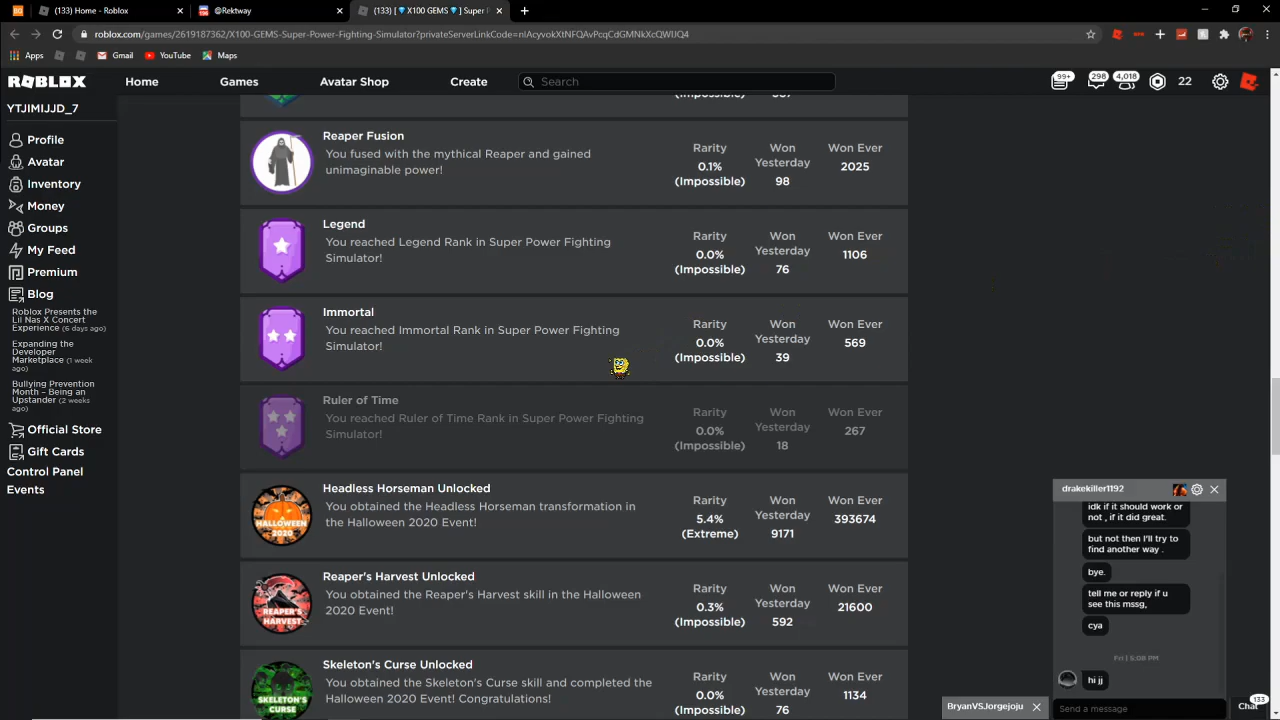 (133) Home - Roblox
@Rektway
(133) [💎X100 GEMS💎] Super
roblox.com/games/2619187362/X100-GEMS-Super-Power-Fighting-Simulator?privateServerLinkCode=
Apps
Gmail
YouTube
Maps
ROBLOX
Home
Games
Avatar Shop
Create
Search
99+
298
4,018
22
YTJIMIJJD_7
Profile
Avatar
Inventory
Money
Groups
My Feed
Premium
Blog
Roblox Presents the
Lil Nas X Concert
Experience (6 days ago)
Expanding the
Developer
Marketplace (1 week
ago)
Bullying Prevention
Month – Being an
Upstander (2 weeks
ago)
Official Store
Gift Cards
Control Panel
Events
(Impossible)
Reaper Fusion
You fused with the mythical Reaper and gained
unimaginable power!
Rarity
0.1%
(Impossible)
Won
Yesterday
98
Won Ever
2025
Legend
You reached Legend Rank in Super Power Fighting
Simulator!
Rarity
0.0%
(Impossible)
Won
Yesterday
76
Won Ever
1106
Immortal
You reached Immortal Rank in Super Power Fighting
Simulator!
Rarity
0.0%
(Impossible)
Won
Yesterday
39
Won Ever
569
Ruler of Time
You reached Ruler of Time Rank in Super Power Fighting
Simulator!
Rarity
0.0%
(Impossible)
Won
Yesterday
18
Won Ever
267
HALLOWEEN
2020
Headless Horseman Unlocked
You obtained the Headless Horseman transformation in
the Halloween 2020 Event!
Rarity
5.4%
(Extreme)
Won
Yesterday
9171
Won Ever
393674
REAPER'S
HARVEST
Reaper's Harvest Unlocked
You obtained the Reaper's Harvest skill in the Halloween
2020 Event!
Rarity
0.3%
(Impossible)
Won
Yesterday
592
Won Ever
21600
SKELETON'S
CURSE
Skeleton's Curse Unlocked
You obtained the Skeleton's Curse skill and completed the
Halloween 2020 Event! Congratulations!
Rarity
0.0%
(Impossible)
Won
Yesterday
76
Won Ever
1134
drakekiller1192
idk if it should work or
not , if it did great.
but not then I'll try to
find another way .
bye.
tell me or reply if u
see this mssg,
cya
Fri | 5:08 PM
hi jj
Send a message
BryanVSJorgejoju
Chat
133